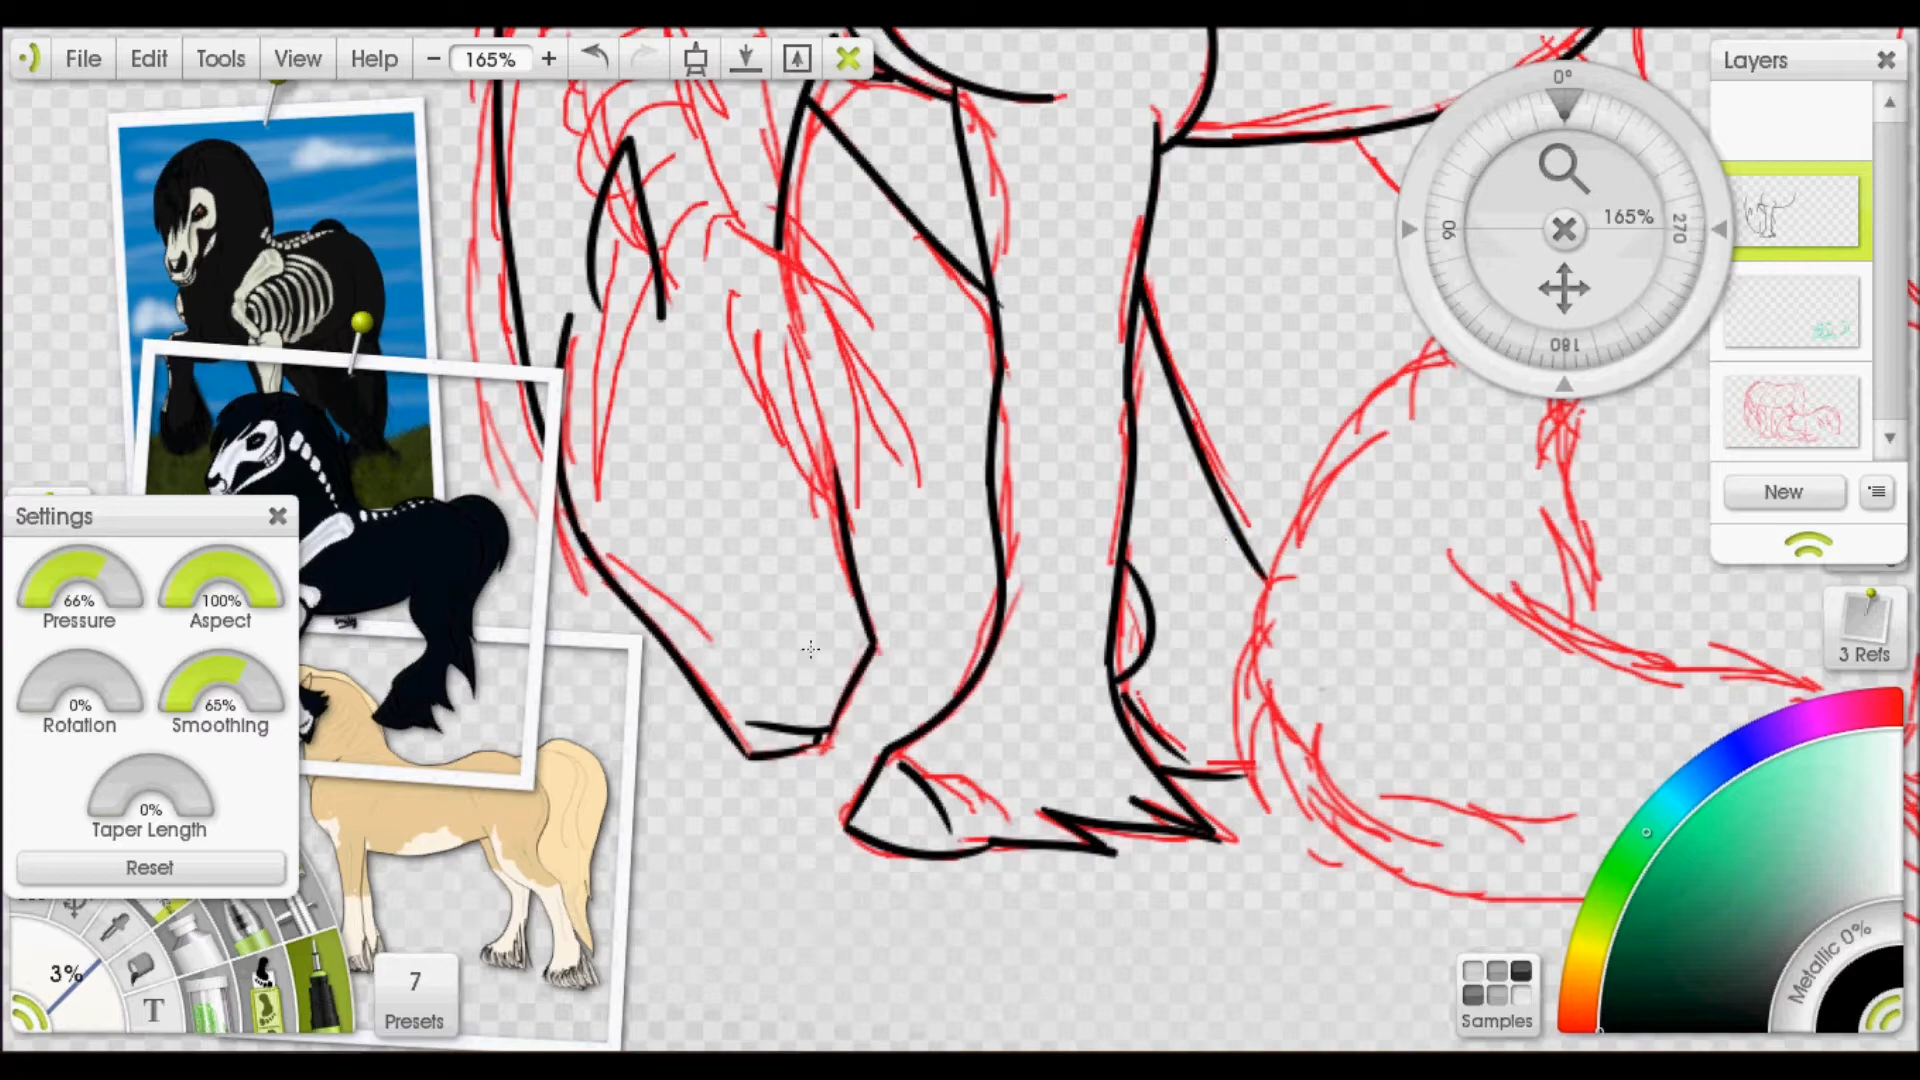 File Edit Tools View Help − 165% +
Layers
0°
165%
90
270
180
New
3 Refs
Settings
66% 100%
Pressure Aspect
0% 65%
Rotation Smoothing
0%
Taper Length
Reset
3%
T
7
Presets
Samples
Metallic 0%